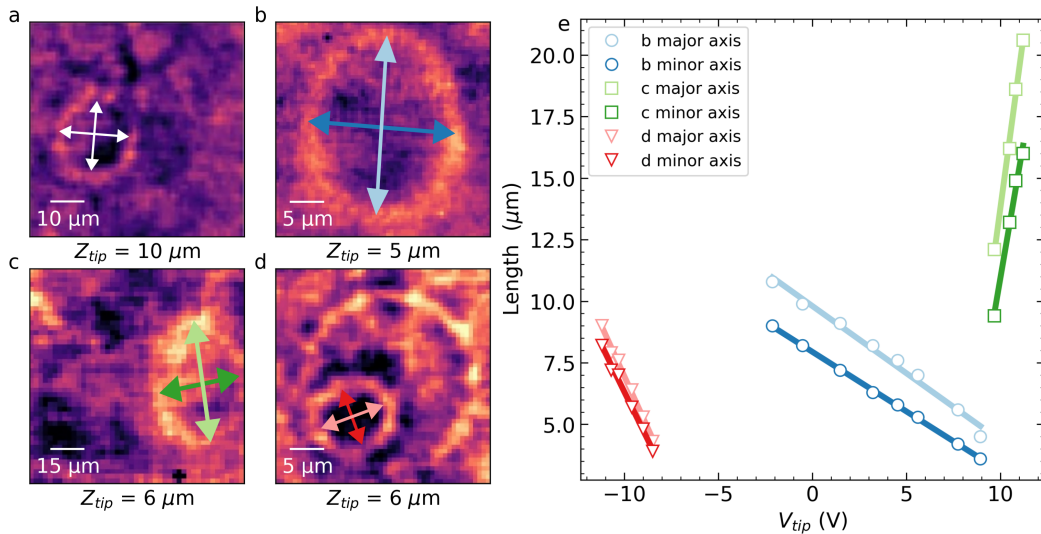 a
10 μm
Z_tip = 10 μm
b
5 μm
Z_tip = 5 μm
c
15 μm
Z_tip = 6 μm
d
5 μm
Z_tip = 6 μm
e
b major axis
b minor axis
c major axis
c minor axis
d major axis
d minor axis
Length (μm)
20.0
17.5
15.0
12.5
10.0
7.5
5.0
−10
−5
0
5
10
V_tip (V)